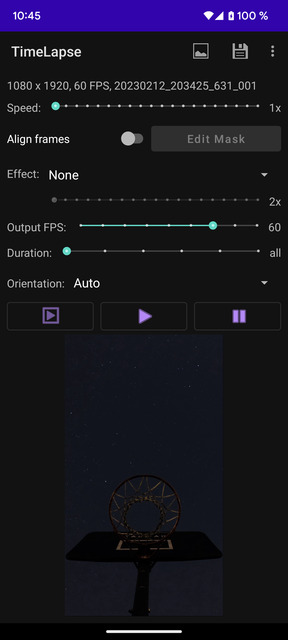 10:45
100 %
TimeLapse
1080 x 1920, 60 FPS, 20230212_203425_631_001
Speed:
1x
Align frames
Edit Mask
Effect:
None
2x
Output FPS:
60
Duration:
all
Orientation:
Auto